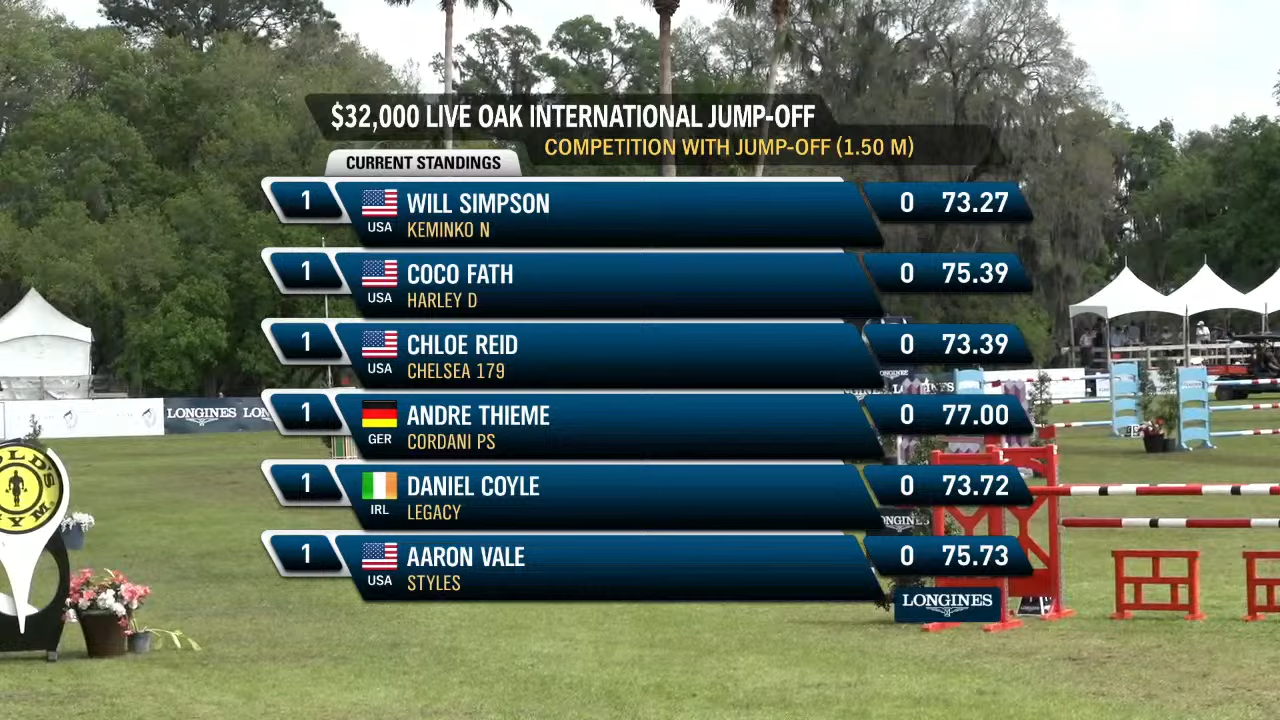 $32,000 LIVE OAK INTERNATIONAL JUMP-OFF
COMPETITION WITH JUMP-OFF (1.50 M)
CURRENT STANDINGS
1 USA WILL SIMPSON 0 73.27
KEMINKO N
1 USA COCO FATH 0 75.39
HARLEY D
1 USA CHLOE REID 0 73.39
CHELSEA 179
1 GER ANDRE THIEME 0 77.00
CORDANI PS
1 IRL DANIEL COYLE 0 73.72
LEGACY
1 USA AARON VALE 0 75.73
STYLES
LONGINES
LONGINES
GOLD'S
GYM
LONGINES